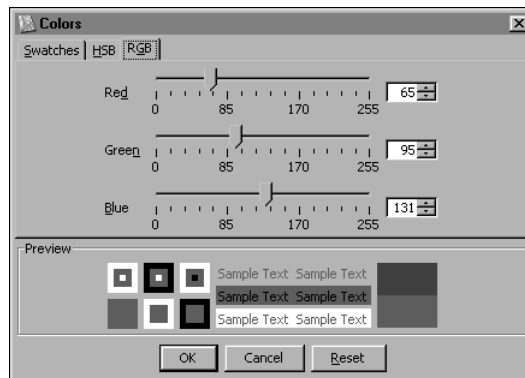 Colors
Swatches HSB RGB
Red 65
0 85 170 255
Green 95
0 85 170 255
Blue 131
0 85 170 255
Preview
Sample Text Sample Text
Sample Text Sample Text
Sample Text Sample Text
OK Cancel Reset